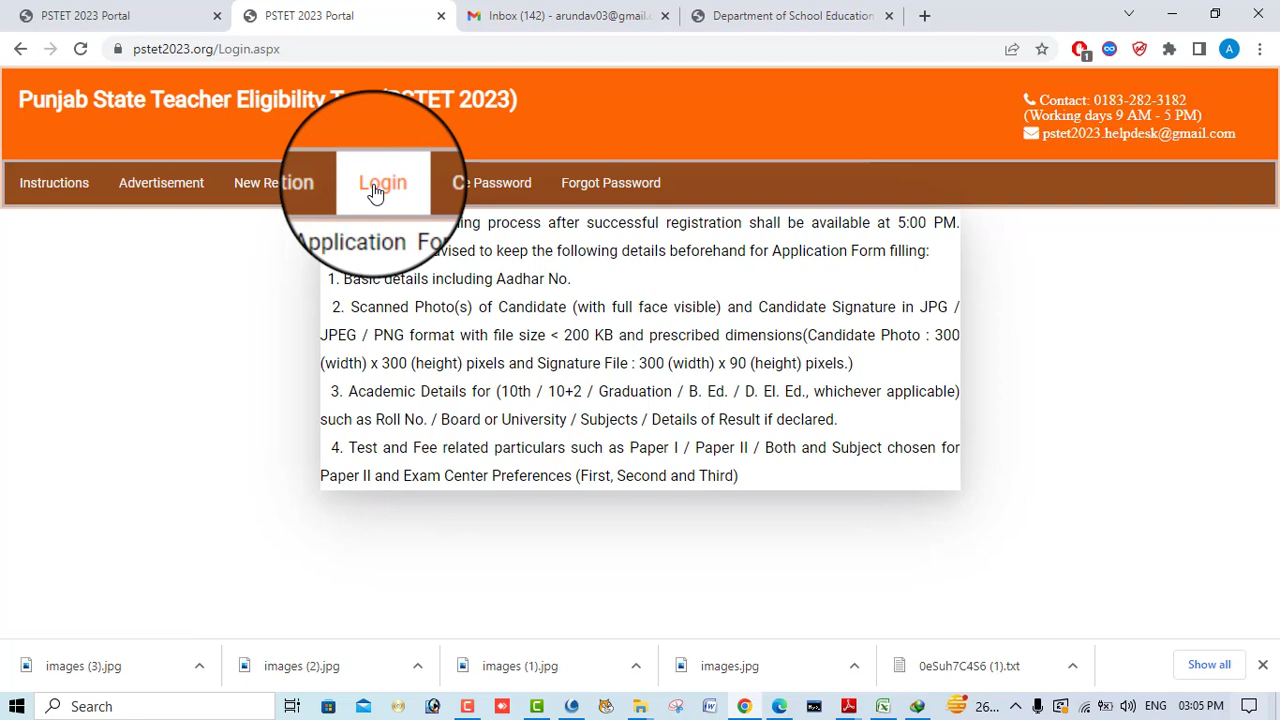 PSTET 2023 Portal
PSTET 2023 Portal
Inbox (142) - arundav03@gmail.c
Department of School Education
pstet2023.org/Login.aspx
1
A
Punjab State Teacher Eligibility T PSTET 2023)
Contact: 0183-282-3182
(Working days 9 AM - 5 PM)
pstet2023.helpdesk@gmail.com
Instructions
Advertisement
New Re tion
Login
C e Password
Forgot Password
ing process after successful registration shall be available at 5:00 PM.
Application For
vised to keep the following details beforehand for Application Form filling:
1. Basic details including Aadhar No.
2. Scanned Photo(s) of Candidate (with full face visible) and Candidate Signature in JPG /
JPEG / PNG format with file size < 200 KB and prescribed dimensions(Candidate Photo : 300
(width) x 300 (height) pixels and Signature File : 300 (width) x 90 (height) pixels.)
3. Academic Details for (10th / 10+2 / Graduation / B. Ed. / D. El. Ed., whichever applicable)
such as Roll No. / Board or University / Subjects / Details of Result if declared.
4. Test and Fee related particulars such as Paper I / Paper II / Both and Subject chosen for
Paper II and Exam Center Preferences (First, Second and Third)
images (3).jpg
images (2).jpg
images (1).jpg
images.jpg
0eSuh7C4S6 (1).txt
Show all
Search
26...
ENG
03:05 PM